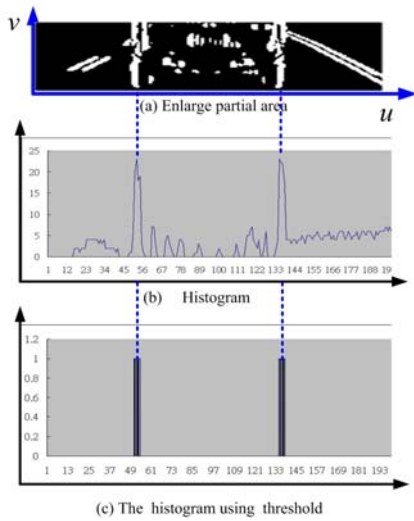 v
u
(a) Enlarge partial area
25
20
15
10
5
0
1 12 23 34 45 56 67 78 89 100 111 122 133 144 155 166 177 188 19
(b) Histogram
1.2
1
0.8
0.6
0.4
0.2
0
1 13 25 37 49 61 73 85 97 109 121 133 145 157 169 181 193
(c) The histogram using threshold